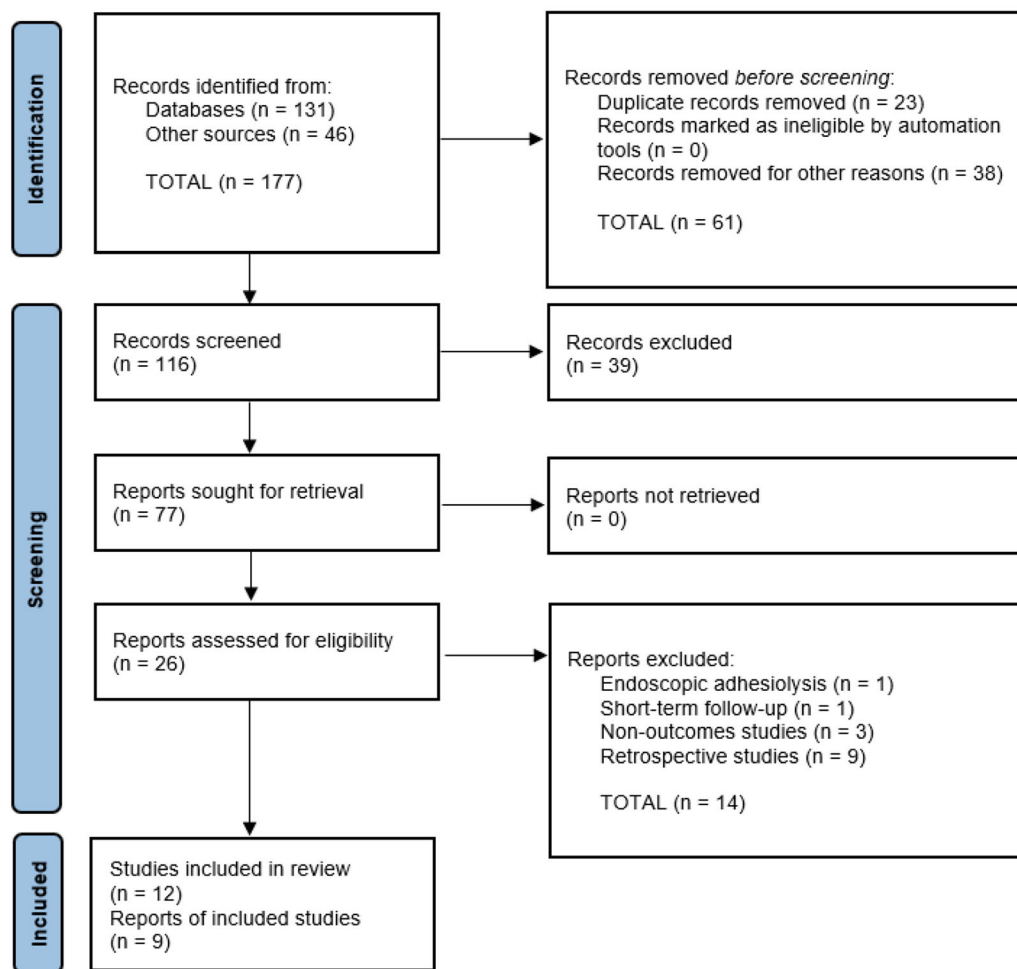 Identification
Records identified from:
Databases (n = 131)
Other sources (n = 46)
TOTAL (n = 177)
Records removed before screening:
Duplicate records removed (n = 23)
Records marked as ineligible by automation
tools (n = 0)
Records removed for other reasons (n = 38)
TOTAL (n = 61)
Screening
Records screened
(n = 116)
Records excluded
(n = 39)
Reports sought for retrieval
(n = 77)
Reports not retrieved
(n = 0)
Reports assessed for eligibility
(n = 26)
Reports excluded:
Endoscopic adhesiolysis (n = 1)
Short-term follow-up (n = 1)
Non-outcomes studies (n = 3)
Retrospective studies (n = 9)
TOTAL (n = 14)
Included
Studies included in review
(n = 12)
Reports of included studies
(n = 9)